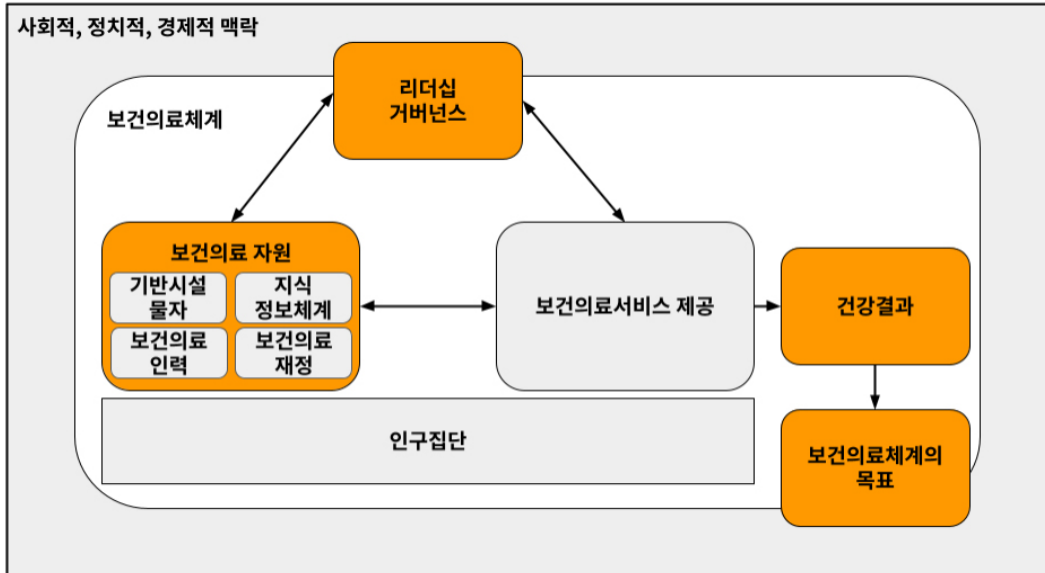 사회적, 정치적, 경제적 맥락
리더십
거버넌스
보건의료체계
보건의료 자원
기반시설
물자
지식
정보체계
보건의료
인력
보건의료
재정
보건의료서비스 제공
건강결과
인구집단
보건의료체계의
목표